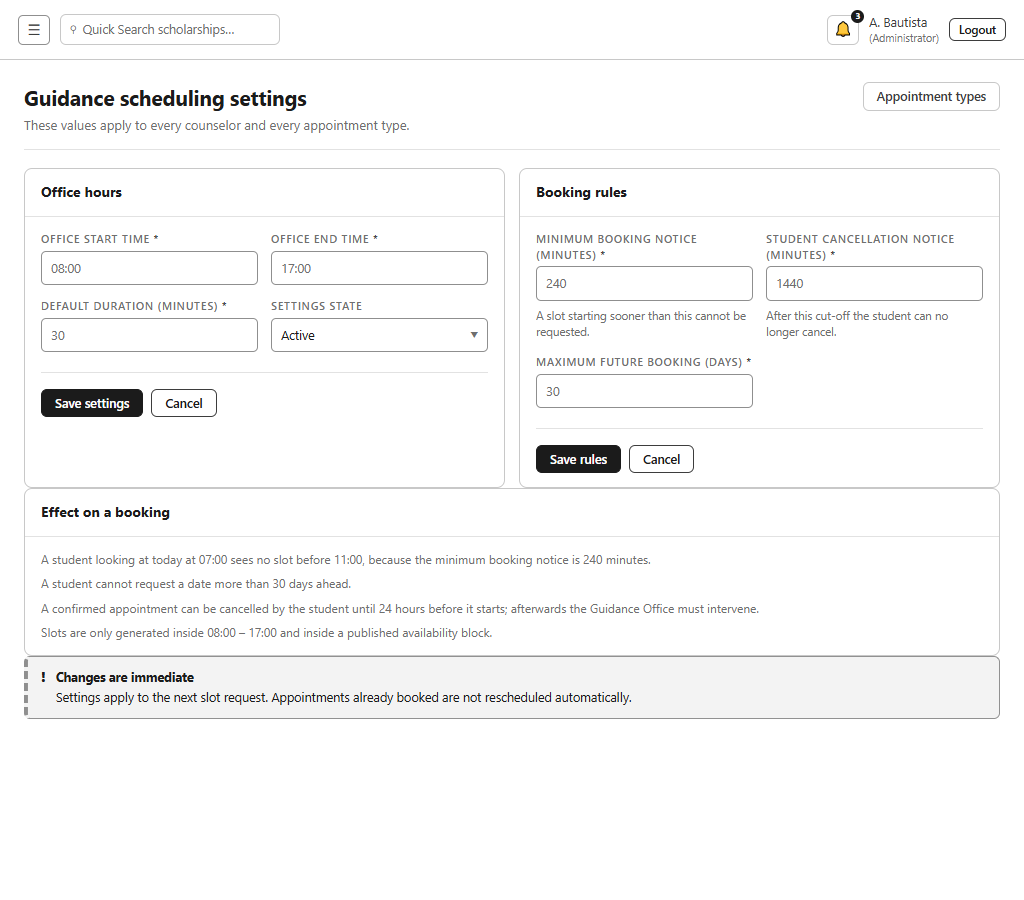 ☰
Quick Search scholarships...
3
A. Bautista
(Administrator)
Logout
Guidance scheduling settings
These values apply to every counselor and every appointment type.
Appointment types
Office hours
OFFICE START TIME *
OFFICE END TIME *
08:00
17:00
DEFAULT DURATION (MINUTES) *
SETTINGS STATE
30
Active
Save settings
Cancel
Booking rules
MINIMUM BOOKING NOTICE
(MINUTES) *
STUDENT CANCELLATION NOTICE
(MINUTES) *
240
1440
A slot starting sooner than this cannot be
requested.
After this cut-off the student can no
longer cancel.
MAXIMUM FUTURE BOOKING (DAYS) *
30
Save rules
Cancel
Effect on a booking
A student looking at today at 07:00 sees no slot before 11:00, because the minimum booking notice is 240 minutes.
A student cannot request a date more than 30 days ahead.
A confirmed appointment can be cancelled by the student until 24 hours before it starts; afterwards the Guidance Office must intervene.
Slots are only generated inside 08:00 – 17:00 and inside a published availability block.
! Changes are immediate
Settings apply to the next slot request. Appointments already booked are not rescheduled automatically.